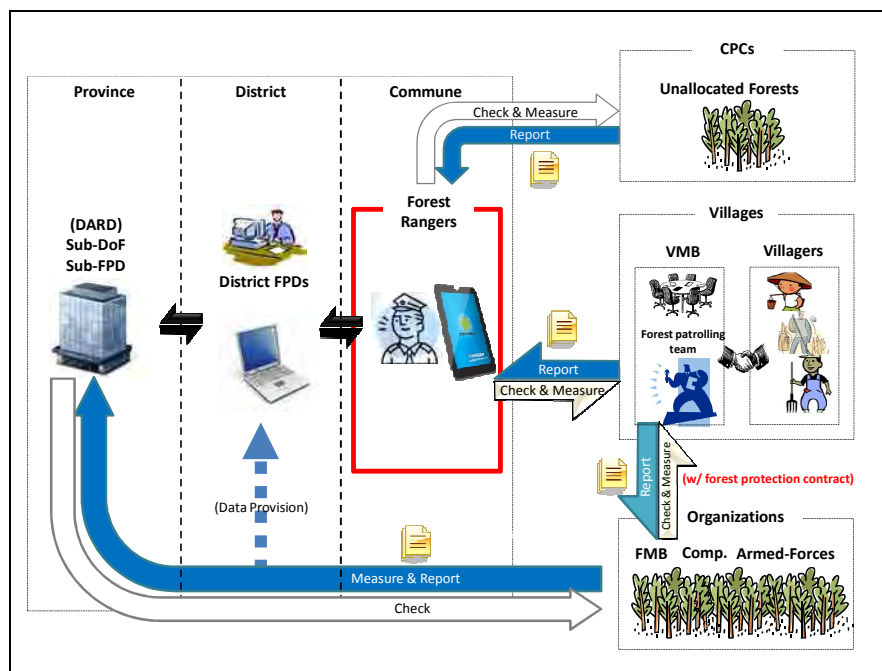 CPCs
Unallocated Forests
Province
District
Commune
Check & Measure
Report
Forest
Rangers
(DARD)
Sub-DoF
Sub-FPD
District FPDs
Villages
VMB
Villagers
Forest patrolling
team
Report
Check & Measure
Report
Check & Measure
(w/ forest protection contract)
(Data Provision)
Organizations
FMB
Comp.
Armed-Forces
Measure & Report
Check